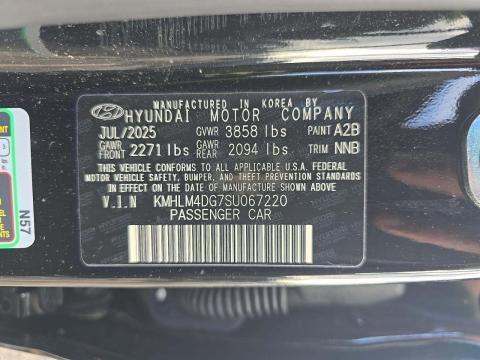 MANUFACTURED IN KOREA BY
HYUNDAI MOTOR COMPANY
JUL/2025 GVWR 3858 lbs PAINT A2B
GAWR FRONT 2271 lbs GAWR REAR 2094 lbs TRIM NNB
THIS VEHICLE CONFORMS TO ALL APPLICABLE U.S.A. FEDERAL
MOTOR VEHICLE SAFETY, BUMPER, AND THEFT PREVENTION STANDARDS
IN EFFECT ON THE DATE OF MANUFACTURE SHOWN ABOVE.
V.I.N KMHLM4DG7SU067220
PASSENGER CAR
N57